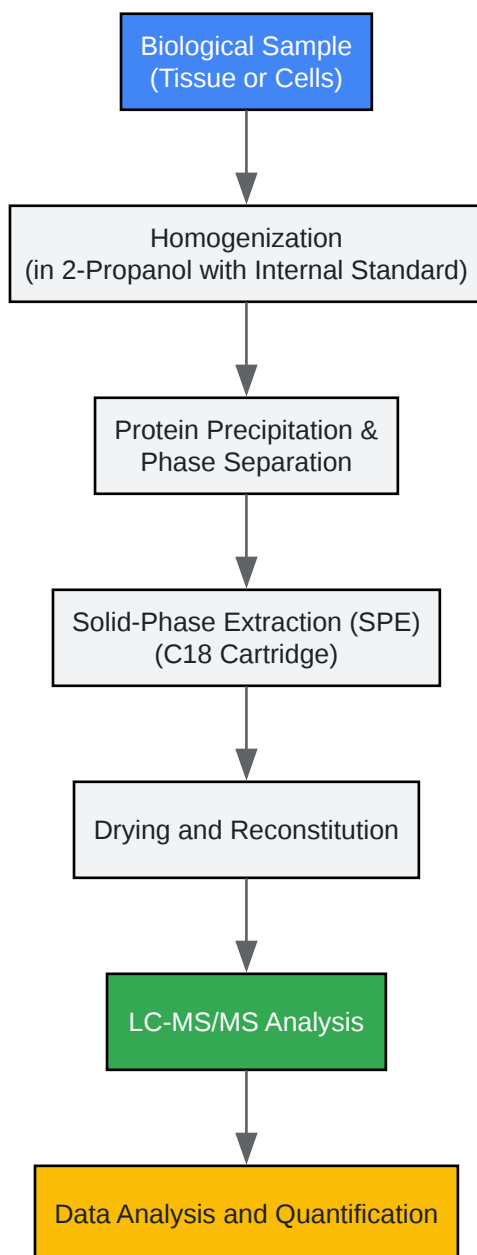 Biological Sample
(Tissue or Cells)
Homogenization
(in 2-Propanol with Internal Standard)
Protein Precipitation &
Phase Separation
Solid-Phase Extraction (SPE)
(C18 Cartridge)
Drying and Reconstitution
LC-MS/MS Analysis
Data Analysis and Quantification